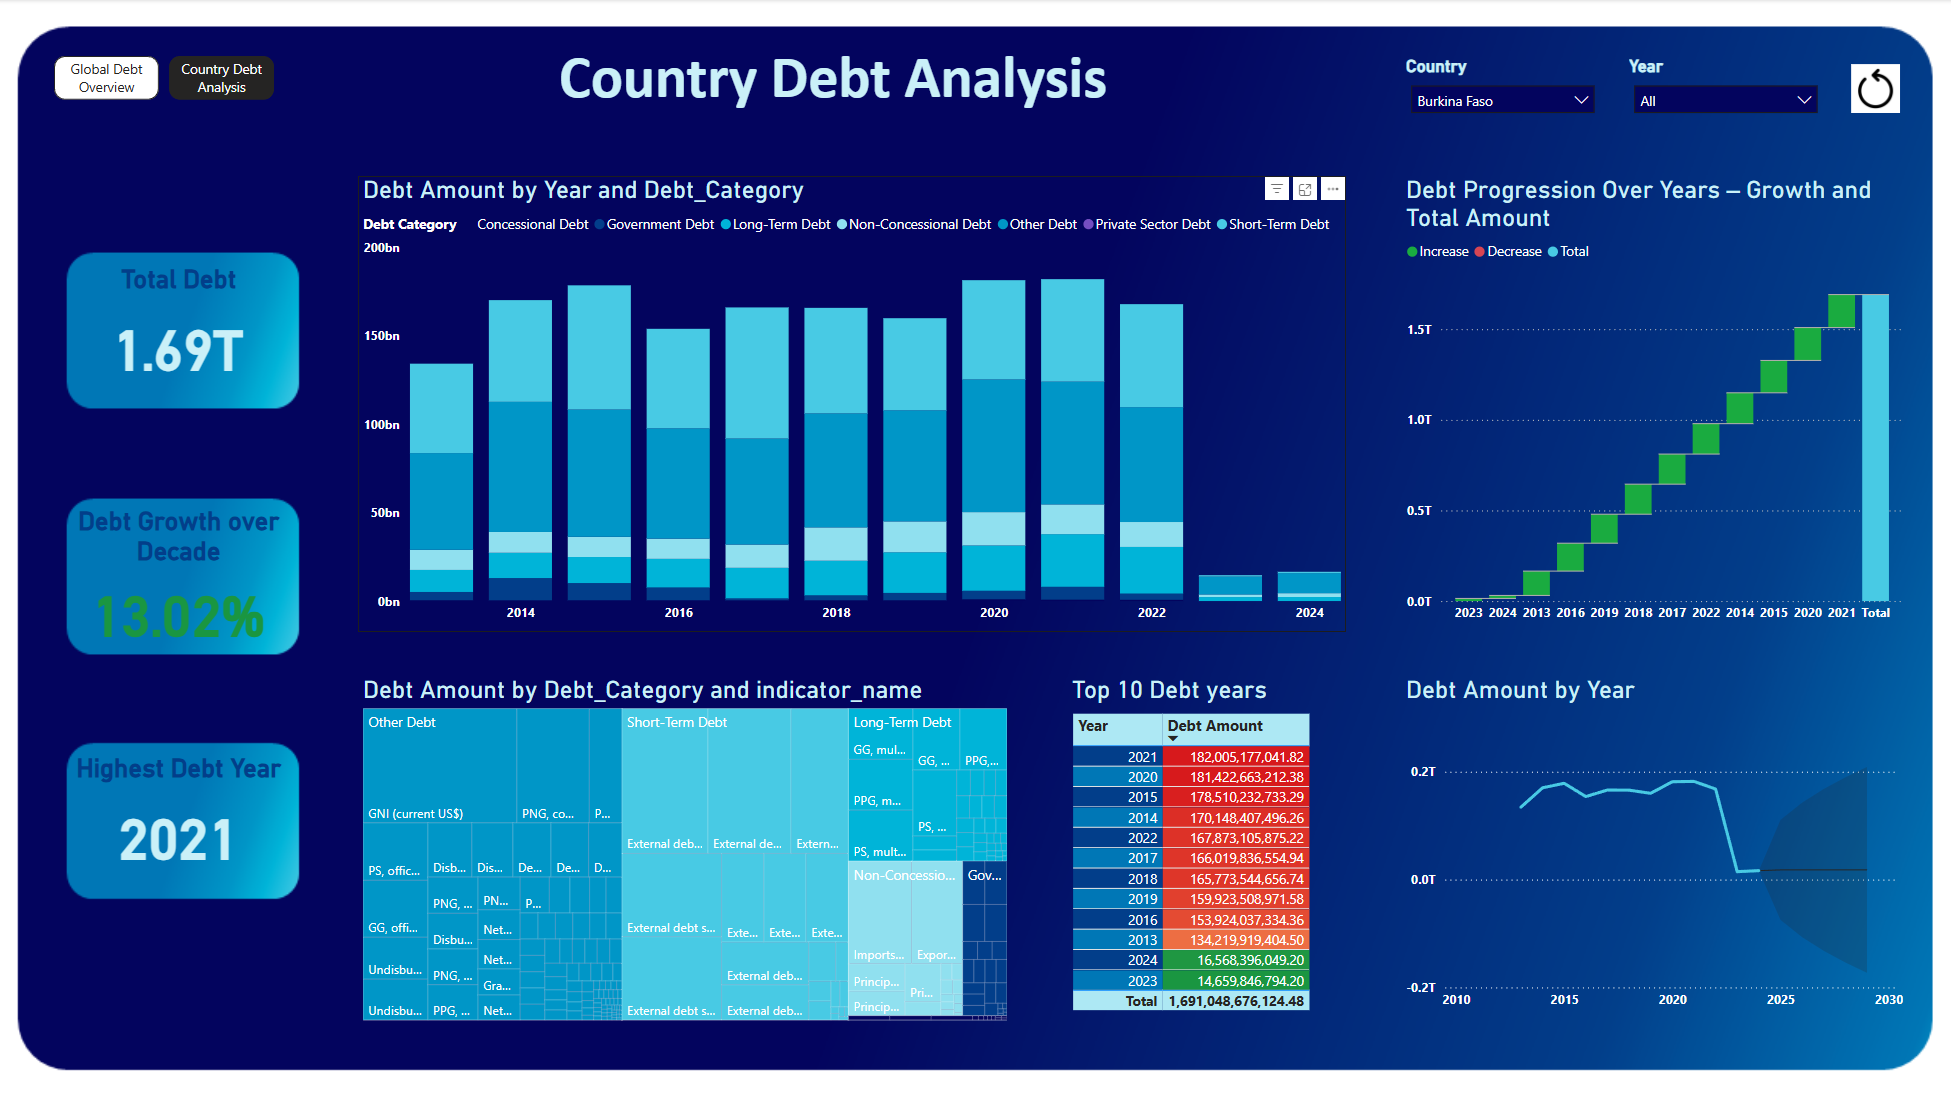 Global Debt
Overview
Country Debt
Analysis
Country Debt Analysis
Country
Burkina Faso
Year
All
Total Debt
1.69T
Debt Growth over
Decade
13.02%
Highest Debt Year
2021
Debt Amount by Year and Debt_Category
Debt Category Concessional Debt Government Debt Long-Term Debt Non-Concessional Debt Other Debt Private Sector Debt Short-Term Debt
200bn
150bn
100bn
50bn
0bn
2014 2016 2018 2020 2022 2024
Debt Progression Over Years – Growth and
Total Amount
Increase Decrease Total
1.5T
1.0T
0.5T
0.0T
2023 2024 2013 2016 2019 2018 2017 2022 2014 2015 2020 2021 Total
Debt Amount by Debt_Category and indicator_name
Other Debt
GNI (current US$)
PNG, co...
P...
PS, offic...
Disb...
Dis...
De...
De...
D...
GG, offi...
PNG, ...
PN...
P...
Disbu...
Net...
Undisbu...
PNG, ...
Net...
Gra...
Undisbu...
PPG, ...
Net...
Short-Term Debt
External deb...
External de...
Extern...
External debt s...
Exte...
Exte...
Exte...
External deb...
External debt s...
External deb...
Long-Term Debt
GG, mul...
GG, ...
PPG,...
PPG, m...
PS, ...
PS, mult...
Non-Concessio...
Imports...
Expor...
Princip...
Pri...
Princip...
Gov...
Top 10 Debt years
Year Debt Amount
2021 182,005,177,041.82
2020 181,422,663,212.38
2015 178,510,232,733.29
2014 170,148,407,496.26
2022 167,873,105,875.22
2017 166,019,836,554.94
2018 165,773,544,656.74
2019 159,923,508,971.58
2016 153,924,037,334.36
2013 134,219,919,404.50
2024 16,568,396,049.20
2023 14,659,846,794.20
Total 1,691,048,676,124.48
Debt Amount by Year
0.2T
0.0T
-0.2T
2010 2015 2020 2025 2030